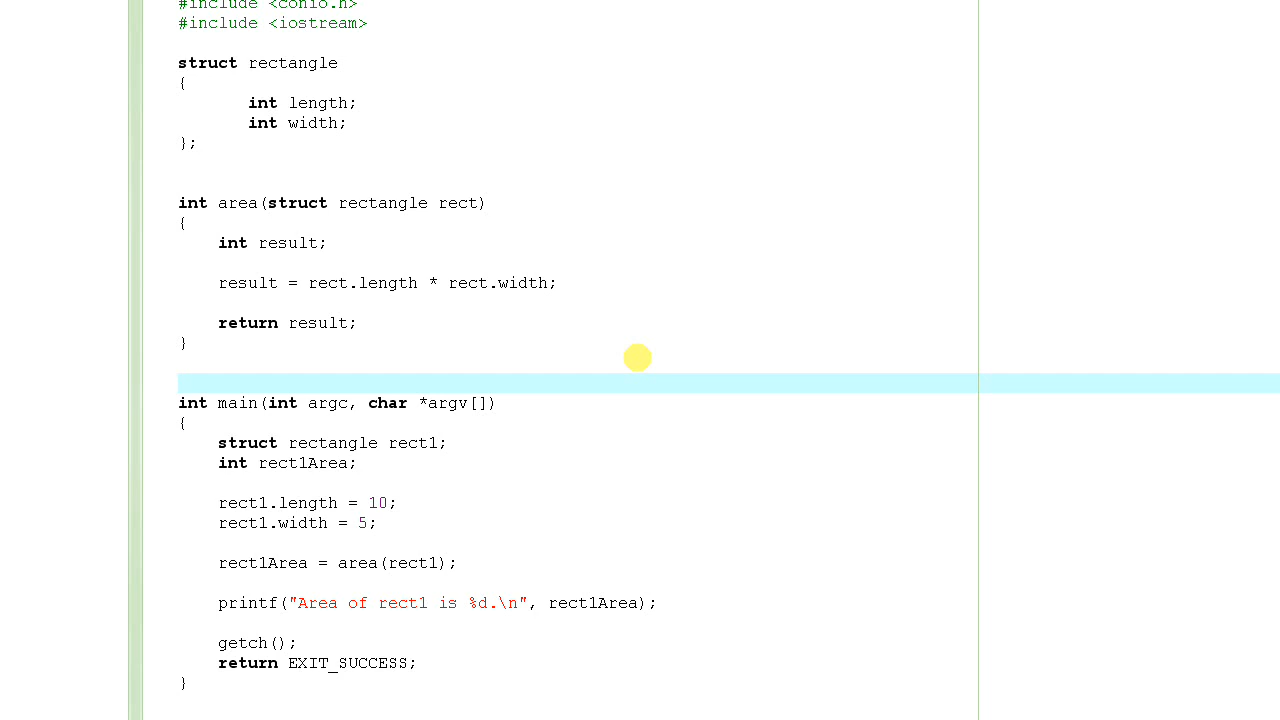 #include <conio.h>
#include <iostream>
struct rectangle
{
int length;
int width;
};
int area(struct rectangle rect)
{
int result;
result = rect.length * rect.width;
return result;
}
int main(int argc, char *argv[])
{
struct rectangle rect1;
int rect1Area;
rect1.length = 10;
rect1.width = 5;
rect1Area = area(rect1);
printf("Area of rect1 is %d.\n", rect1Area);
getch();
return EXIT_SUCCESS;
}